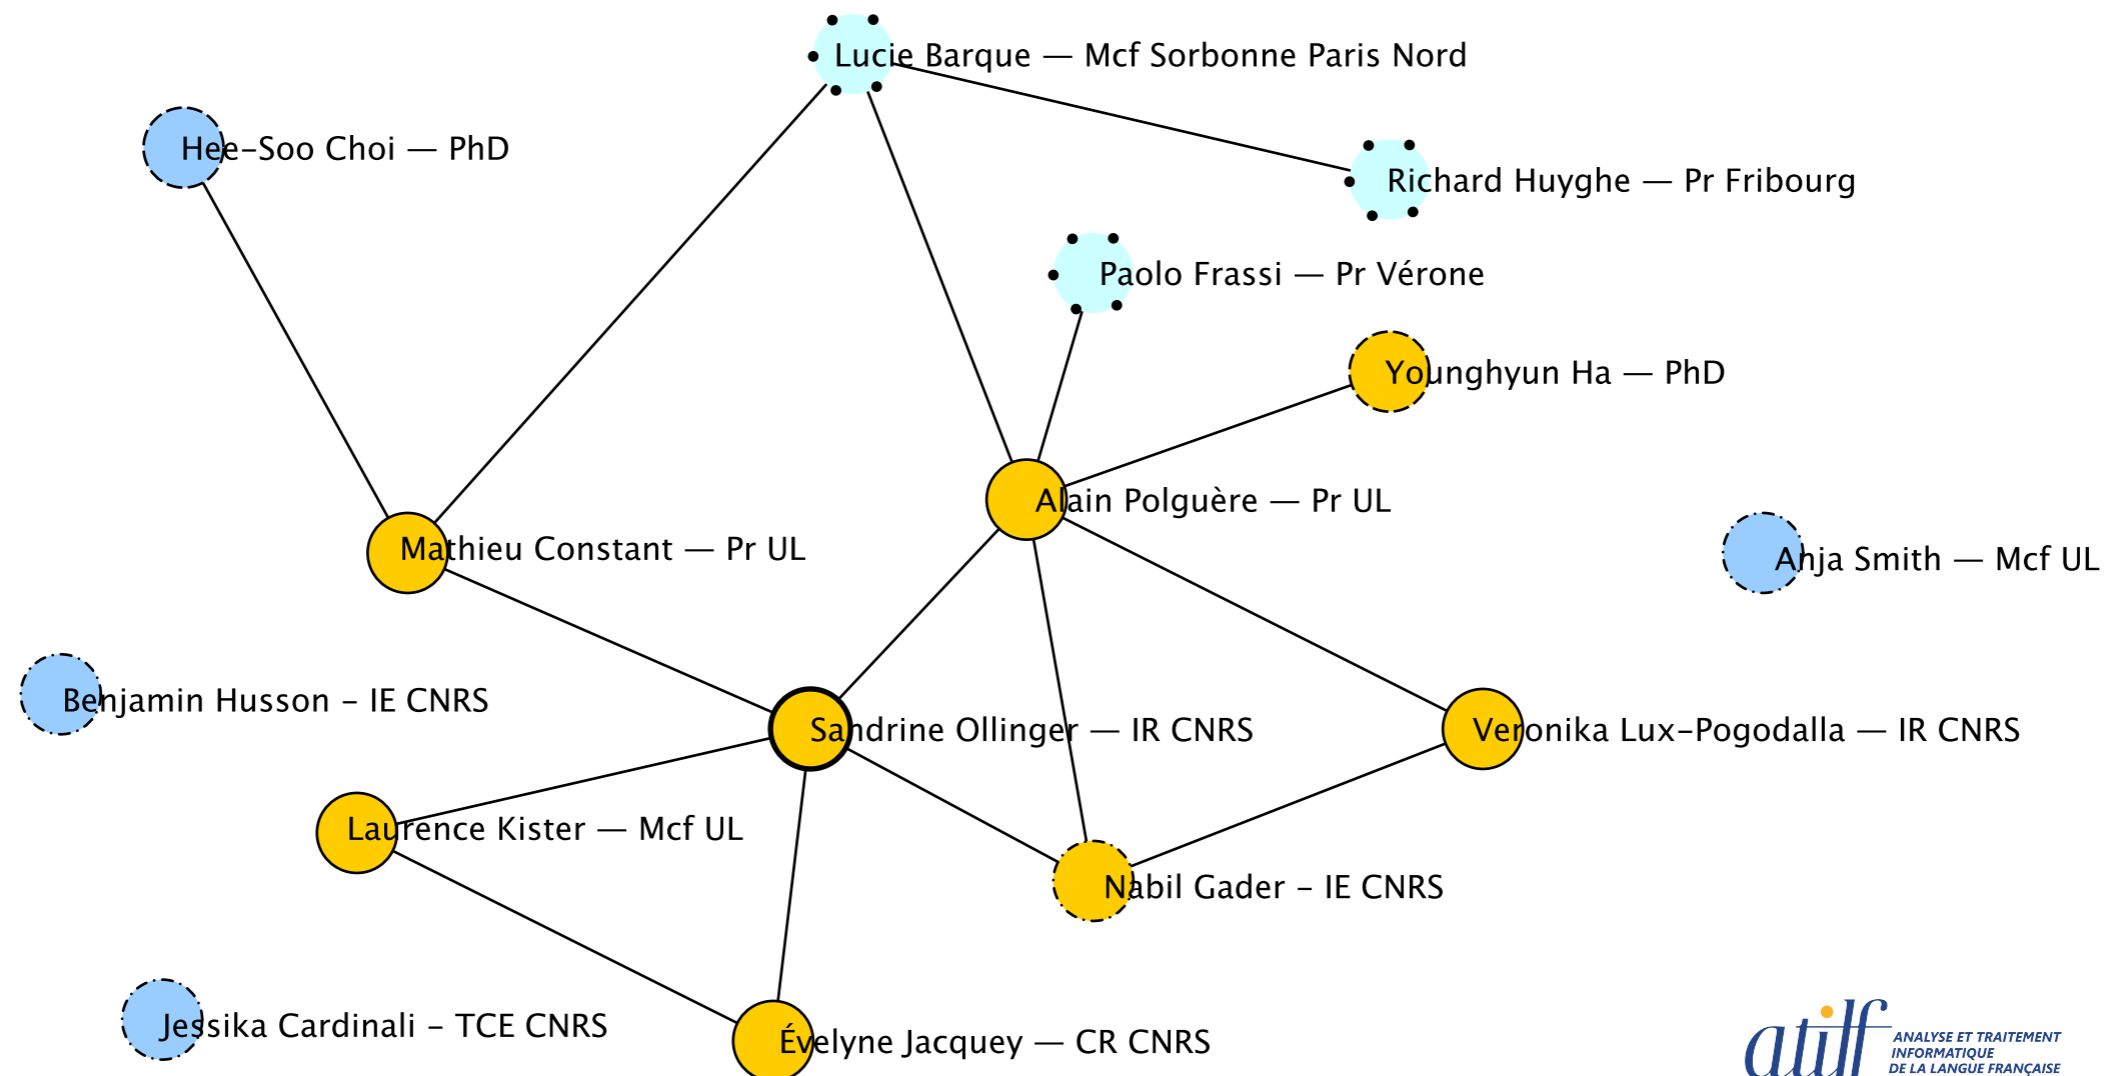 Lucie Barque — Mcf Sorbonne Paris Nord
Hee-Soo Choi — PhD
Richard Huyghe — Pr Fribourg
Paolo Frassi — Pr Vérone
Younghyun Ha — PhD
Alain Polguère — Pr UL
Mathieu Constant — Pr UL
Anja Smith — Mcf UL
Benjamin Husson – IE CNRS
Sandrine Ollinger — IR CNRS
Veronika Lux-Pogodalla — IR CNRS
Laurence Kister — Mcf UL
Nabil Gader – IE CNRS
Jessika Cardinali – TCE CNRS
Évelyne Jacquey — CR CNRS
atilf
ANALYSE ET TRAITEMENT
INFORMATIQUE
DE LA LANGUE FRANÇAISE